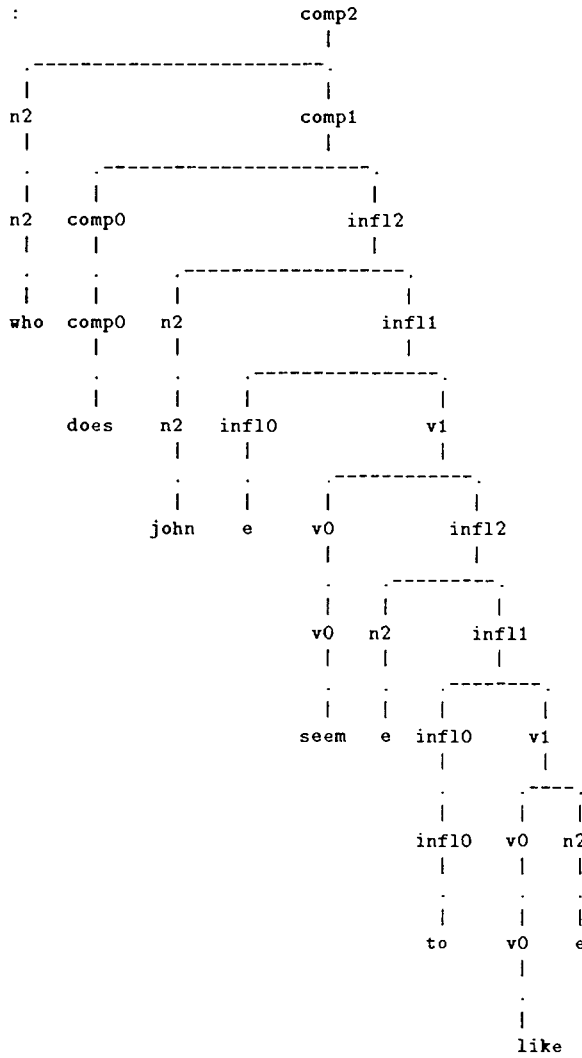 : comp2
n2 comp1
n2 comp0 infl2
who comp0 n2 infl1
does n2 infl0 v1
john e v0 infl2
v0 n2 infl1
seem e infl0 v1
infl0 v0 n2
to v0 e
like